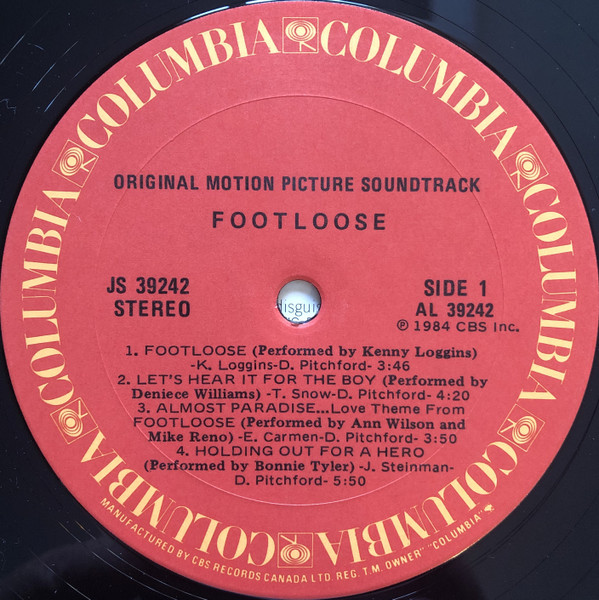 COLUMBIA COLUMBIA COLUMBIA COLUMBIA COLUMBIA COLUMBIA COLUMBIA COLUMBIA
ORIGINAL MOTION PICTURE SOUNDTRACK
FOOTLOOSE
JS 39242
STEREO
disguis
SIDE 1
AL 39242
℗ 1984 CBS Inc.
1. FOOTLOOSE (Performed by Kenny Loggins)
-K. Loggins-D. Pitchford- 3:46
2. LET'S HEAR IT FOR THE BOY (Performed by
Deniece Williams) -T. Snow-D. Pitchford- 4:20
3. ALMOST PARADISE...Love Theme From
FOOTLOOSE (Performed by Ann Wilson and
Mike Reno) -E. Carmen-D. Pitchford- 3:50
4. HOLDING OUT FOR A HERO
(Performed by Bonnie Tyler) -J. Steinman-
D. Pitchford- 5:50
MANUFACTURED BY CBS RECORDS CANADA LTD. REG. T.M. OWNER "COLUMBIA"